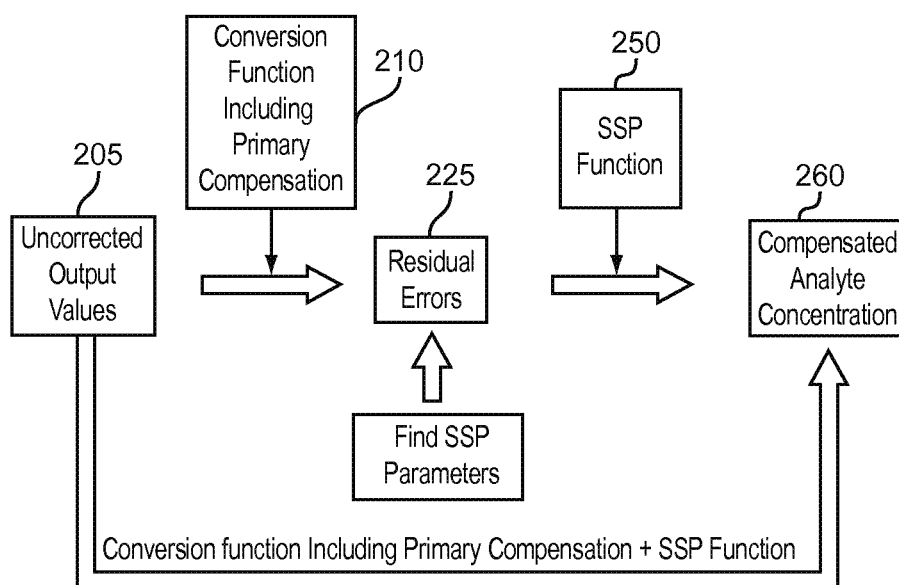 Conversion
Function
Including
Primary
Compensation
210
250
SSP
Function
205
Uncorrected
Output
Values
225
Residual
Errors
260
Compensated
Analyte
Concentration
Find SSP
Parameters
Conversion function Including Primary Compensation + SSP Function